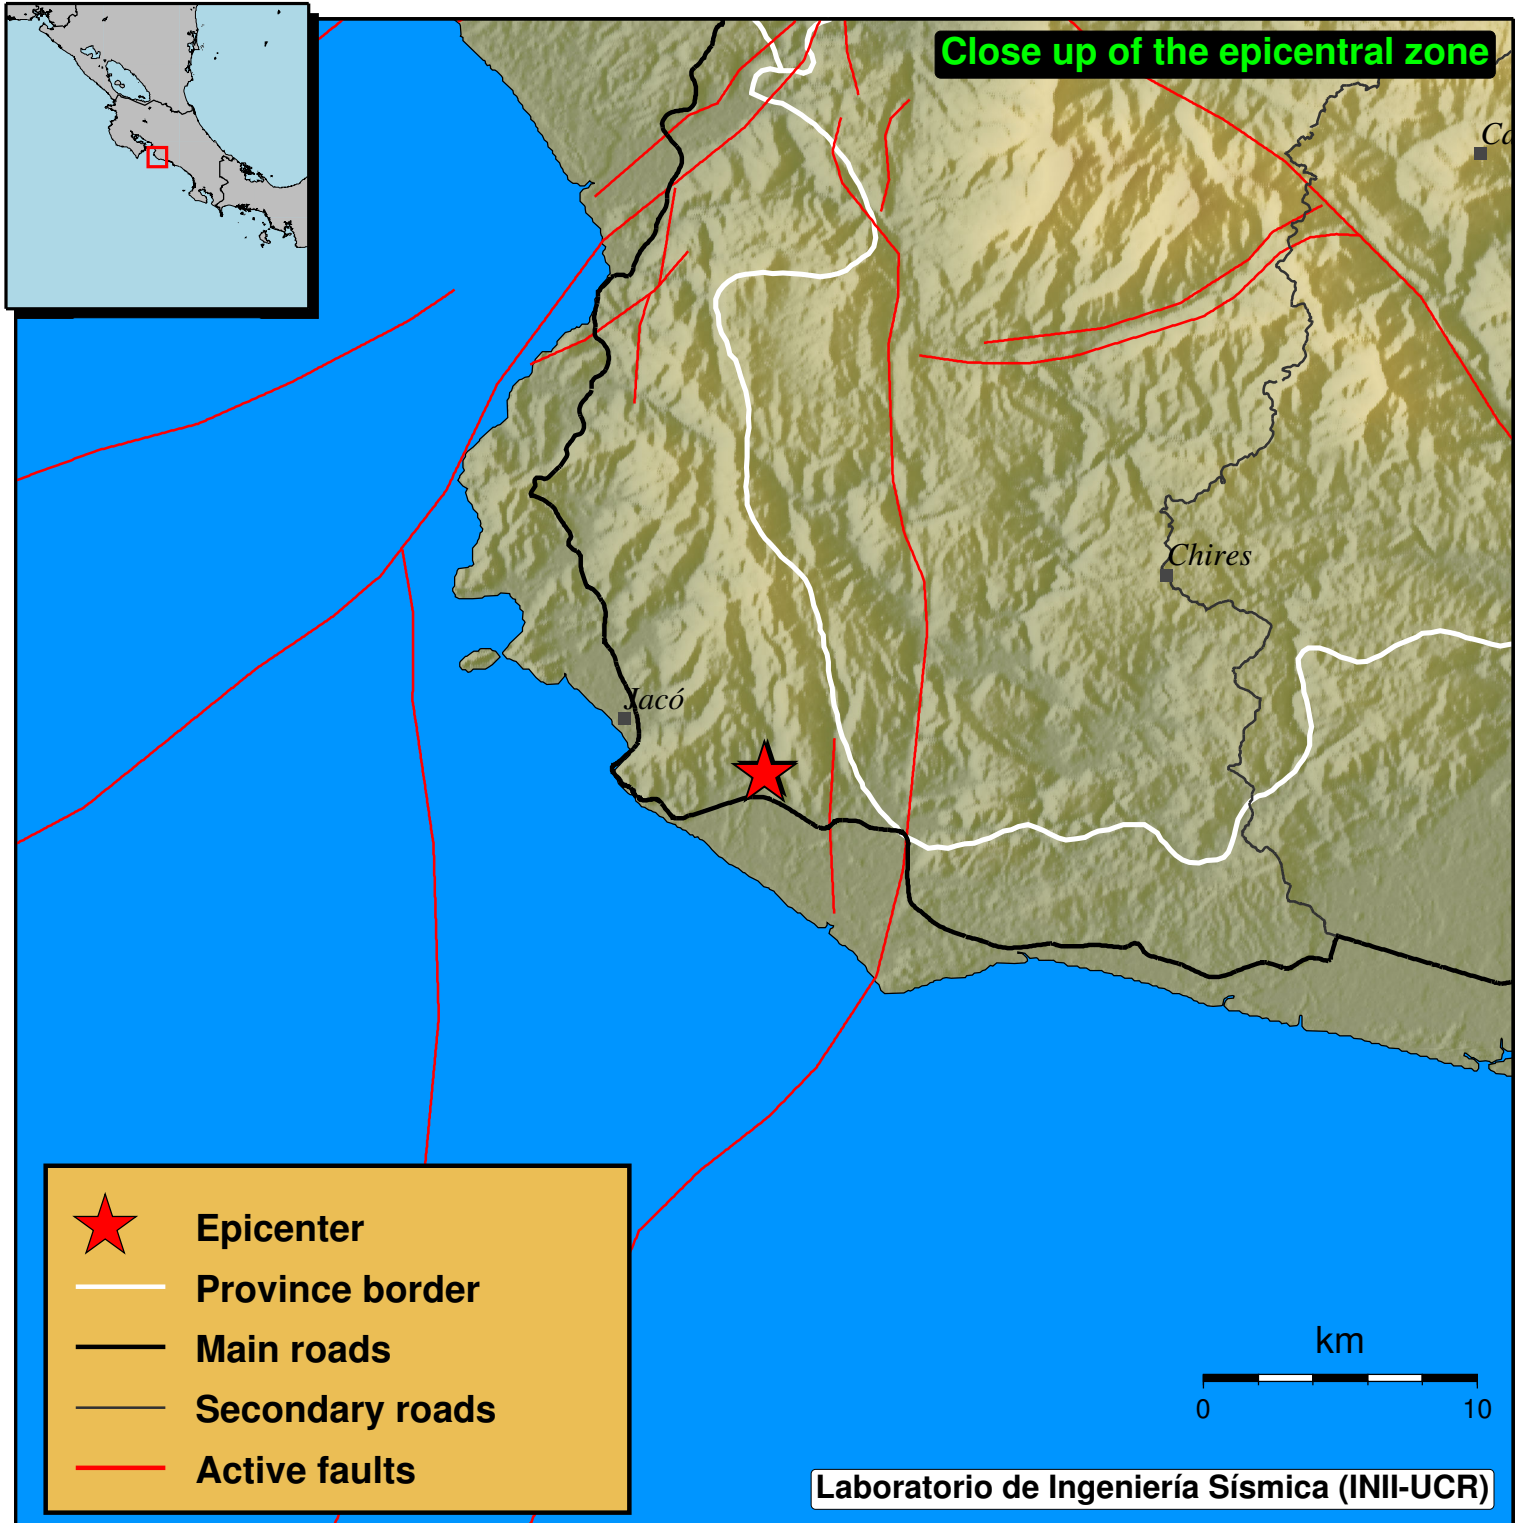 Close up of the epicentral zone
Ca
Chires
Jacó
Epicenter
Province border
Main roads
Secondary roads
Active faults
km
0 10
Laboratorio de Ingeniería Sísmica (INII-UCR)